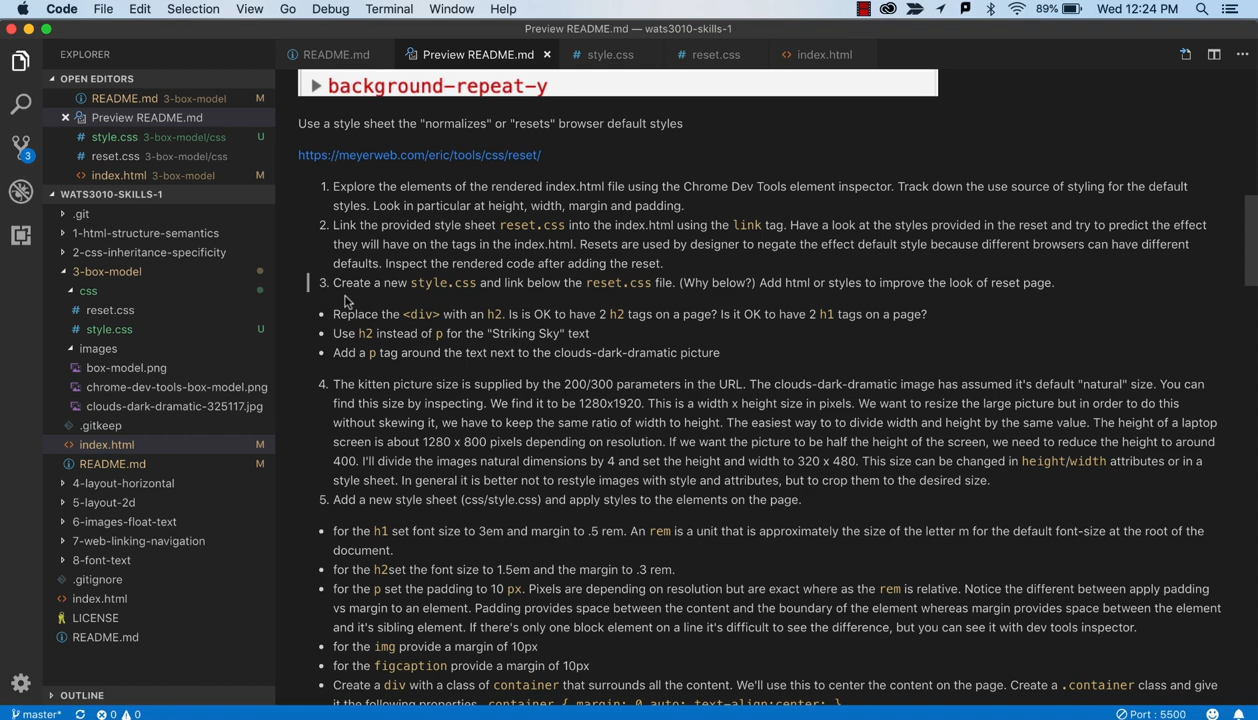 Code File Edit Selection View Go Debug Terminal Window Help 89% Wed 12:24 PM
Preview README.md — wats3010-skills-1
EXPLORER
OPEN EDITORS
README.md 3-box-model M
Preview README.md
style.css 3-box-model/css U
reset.css 3-box-model/css
index.html 3-box-model M
WATS3010-SKILLS-1
.git
1-html-structure-semantics
2-css-inheritance-specificity
3-box-model
css
reset.css
style.css U
images
box-model.png
chrome-dev-tools-box-model.png
clouds-dark-dramatic-325117.jpg
.gitkeep
index.html M
README.md M
4-layout-horizontal
5-layout-2d
6-images-float-text
7-web-linking-navigation
8-font-text
.gitignore
index.html
LICENSE
README.md
OUTLINE
3
README.md Preview README.md style.css reset.css index.html
background-repeat-y
Use a style sheet the "normalizes" or "resets" browser default styles
https://meyerweb.com/eric/tools/css/reset/
1. Explore the elements of the rendered index.html file using the Chrome Dev Tools element inspector. Track down the use source of styling for the default
styles. Look in particular at height, width, margin and padding.
2. Link the provided style sheet reset.css into the index.html using the link tag. Have a look at the styles provided in the reset and try to predict the effect
they will have on the tags in the index.html. Resets are used by designer to negate the effect default style because different browsers can have different
defaults. Inspect the rendered code after adding the reset.
3. Create a new style.css and link below the reset.css file. (Why below?) Add html or styles to improve the look of reset page.
• Replace the <div> with an h2. Is is OK to have 2 h2 tags on a page? Is it OK to have 2 h1 tags on a page?
• Use h2 instead of p for the "Striking Sky" text
• Add a p tag around the text next to the clouds-dark-dramatic picture
4. The kitten picture size is supplied by the 200/300 parameters in the URL. The clouds-dark-dramatic image has assumed it's default "natural" size. You can
find this size by inspecting. We find it to be 1280x1920. This is a width x height size in pixels. We want to resize the large picture but in order to do this
without skewing it, we have to keep the same ratio of width to height. The easiest way to to divide width and height by the same value. The height of a laptop
screen is about 1280 x 800 pixels depending on resolution. If we want the picture to be half the height of the screen, we need to reduce the height to around
400. I'll divide the images natural dimensions by 4 and set the height and width to 320 x 480. This size can be changed in height/width attributes or in a
style sheet. In general it is better not to restyle images with style and attributes, but to crop them to the desired size.
5. Add a new style sheet (css/style.css) and apply styles to the elements on the page.
• for the h1 set font size to 3em and margin to .5 rem. An rem is a unit that is approximately the size of the letter m for the default font-size at the root of the
document.
• for the h2set the font size to 1.5em and the margin to .3 rem.
• for the p set the padding to 10 px. Pixels are depending on resolution but are exact where as the rem is relative. Notice the different between apply padding
vs margin to an element. Padding provides space between the content and the boundary of the element whereas margin provides space between the element
and it's sibling element. If there's only one block element on a line it's difficult to see the difference, but you can see it with dev tools inspector.
• for the img provide a margin of 10px
• for the figcaption provide a margin of 10px
• Create a div with a class of container that surrounds all the content. We'll use this to center the content on the page. Create a .container class and give
it the following properties. container { margin: 0 auto; text-align:center; }
master* 0 0 Port : 5500